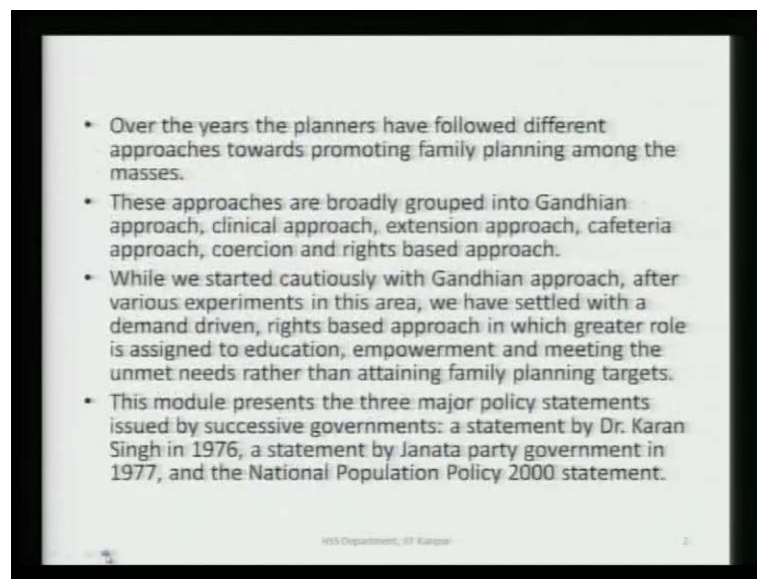 • Over the years the planners have followed different
approaches towards promoting family planning among the
masses.
• These approaches are broadly grouped into Gandhian
approach, clinical approach, extension approach, cafeteria
approach, coercion and rights based approach.
• While we started cautiously with Gandhian approach, after
various experiments in this area, we have settled with a
demand driven, rights based approach in which greater role
is assigned to education, empowerment and meeting the
unmet needs rather than attaining family planning targets.
• This module presents the three major policy statements
issued by successive governments: a statement by Dr. Karan
Singh in 1976, a statement by Janata party government in
1977, and the National Population Policy 2000 statement.
HSS Department, IIT Kanpur
2